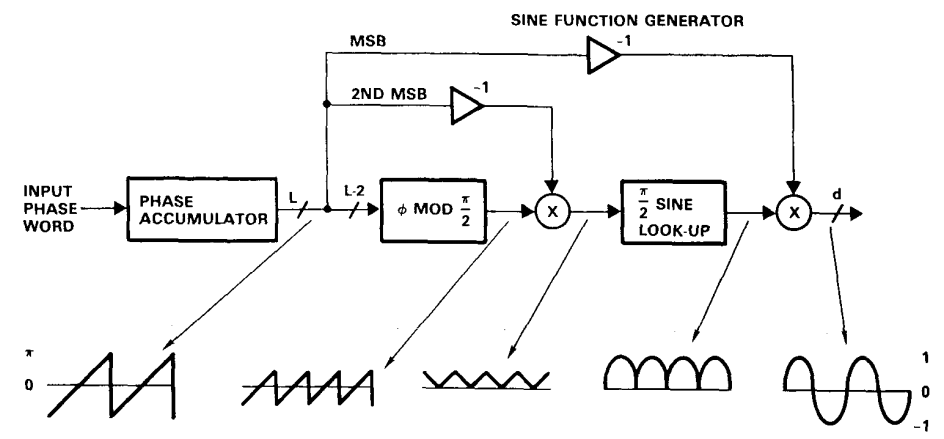 SINE FUNCTION GENERATOR
MSB
-1
2ND MSB
-1
INPUT
PHASE
WORD
PHASE
ACCUMULATOR
L
L-2
ϕ MOD π/2
X
π/2 SINE
LOOK-UP
X
d
π
0
1
0
-1